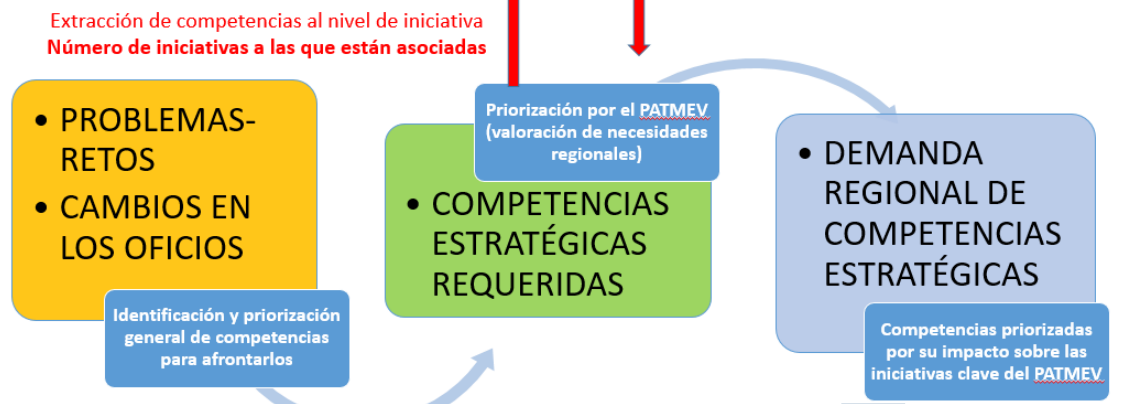 Extracción de competencias al nivel de iniciativa
Número de iniciativas a las que están asociadas
• PROBLEMAS-
RETOS
• CAMBIOS EN
LOS OFICIOS
Identificación y priorización
general de competencias
para afrontarlos
Priorización por el PATMEV
(valoración de necesidades
regionales)
• COMPETENCIAS
ESTRATÉGICAS
REQUERIDAS
• DEMANDA
REGIONAL DE
COMPETENCIAS
ESTRATÉGICAS
Competencias priorizadas
por su impacto sobre las
iniciativas clave del PATMEV